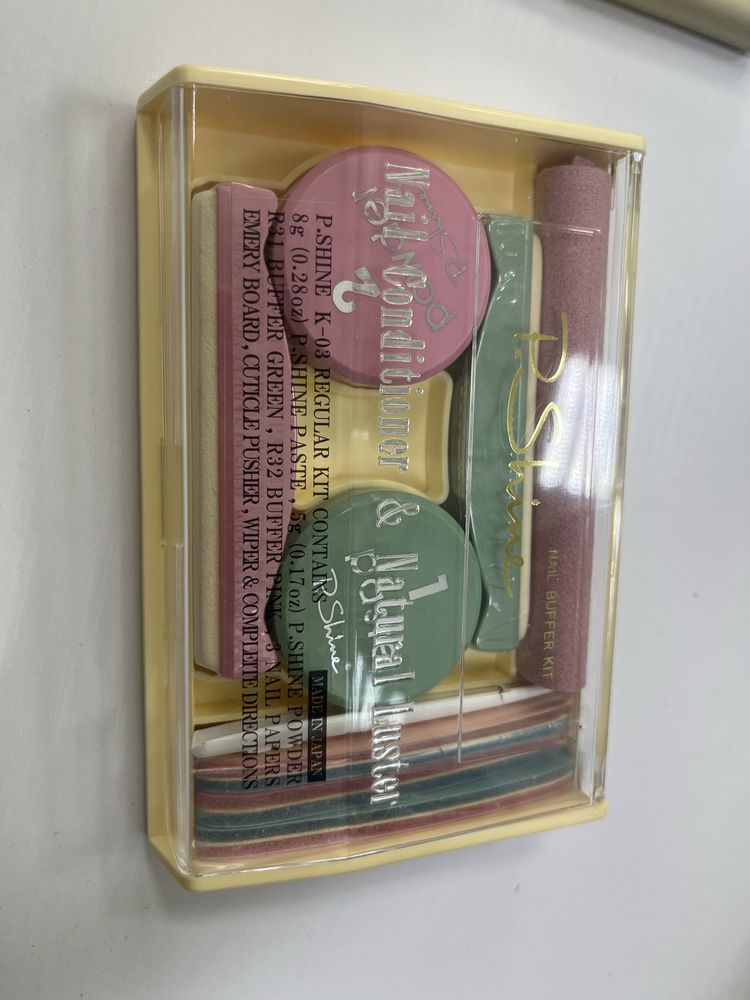 P.Shine
NAIL BUFFER KIT
Nail Conditioner & Natural Luster
P.SHINE K-03 REGULAR KIT CONTAINS
8g (0.28oz) P.SHINE PASTE, 5g (0.17oz) P.SHINE POWDER
R31 BUFFER GREEN, R32 BUFFER PINK, 3 NAIL PAPERS
EMERY BOARD, CUTICLE PUSHER, WIPER & COMPLETE DIRECTIONS
MADE IN JAPAN
2
1
P.Shine